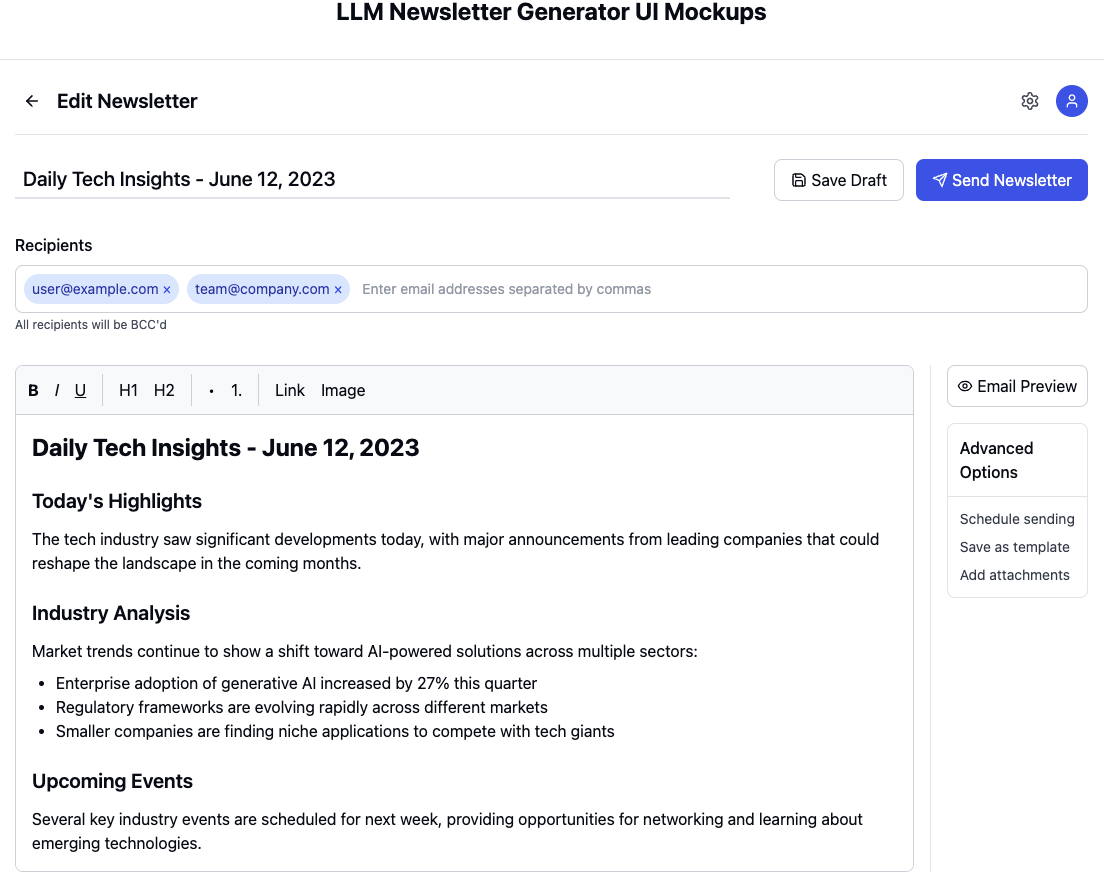 LLM Newsletter Generator UI Mockups
Edit Newsletter
Daily Tech Insights - June 12, 2023
Save Draft
Send Newsletter
Recipients
user@example.com × team@company.com × Enter email addresses separated by commas
All recipients will be BCC'd
B I U H1 H2 • 1. Link Image
Daily Tech Insights - June 12, 2023
Today's Highlights
The tech industry saw significant developments today, with major announcements from leading companies that could
reshape the landscape in the coming months.
Industry Analysis
Market trends continue to show a shift toward AI-powered solutions across multiple sectors:
• Enterprise adoption of generative AI increased by 27% this quarter
• Regulatory frameworks are evolving rapidly across different markets
• Smaller companies are finding niche applications to compete with tech giants
Upcoming Events
Several key industry events are scheduled for next week, providing opportunities for networking and learning about
emerging technologies.
Email Preview
Advanced
Options
Schedule sending
Save as template
Add attachments